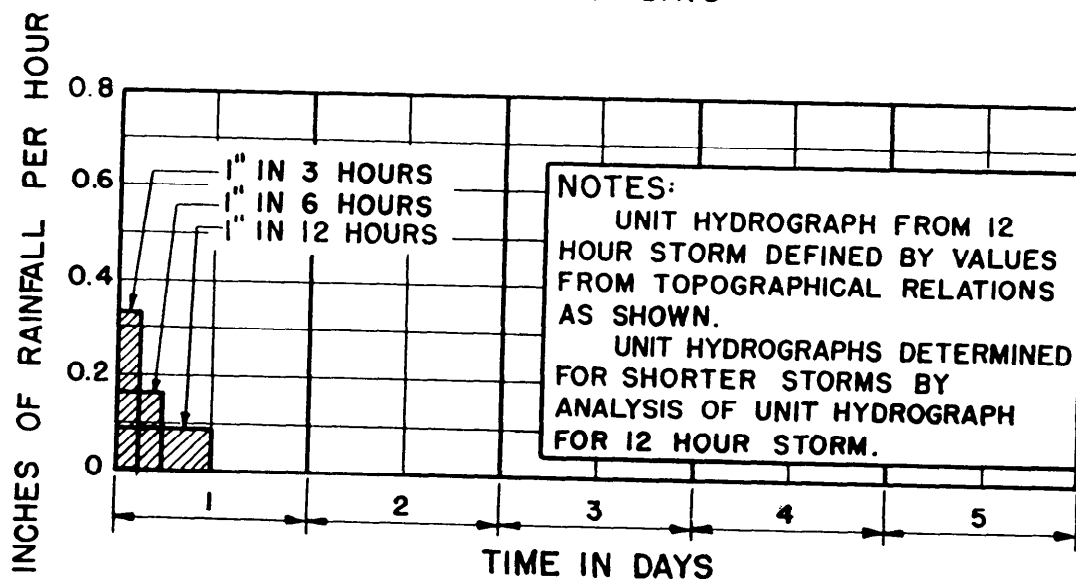 INCHES OF RAINFALL PER HOUR
0.8
0.6
0.4
0.2
0
1" IN 3 HOURS
1" IN 6 HOURS
1" IN 12 HOURS
NOTES:
UNIT HYDROGRAPH FROM 12
HOUR STORM DEFINED BY VALUES
FROM TOPOGRAPHICAL RELATIONS
AS SHOWN.
UNIT HYDROGRAPHS DETERMINED
FOR SHORTER STORMS BY
ANALYSIS OF UNIT HYDROGRAPH
FOR 12 HOUR STORM.
1 2 3 4 5
TIME IN DAYS